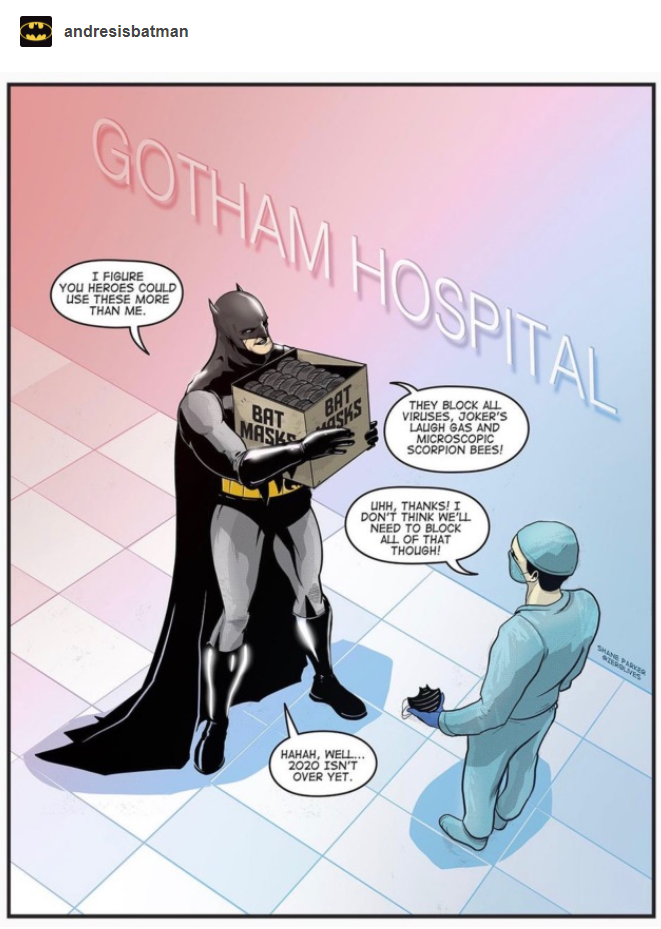 andresisbatman
GOTHAM HOSPITAL
I FIGURE
YOU HEROES COULD
USE THESE MORE
THAN ME.
BAT
MASKS
BAT
MASKS
THEY BLOCK ALL
VIRUSES, JOKER'S
LAUGH GAS AND
MICROSCOPIC
SCORPION BEES!
UHH, THANKS! I
DON'T THINK WE'LL
NEED TO BLOCK
ALL OF THAT
THOUGH!
SHANE PARKER
HAHAH, WELL...
2020 ISN'T
OVER YET.